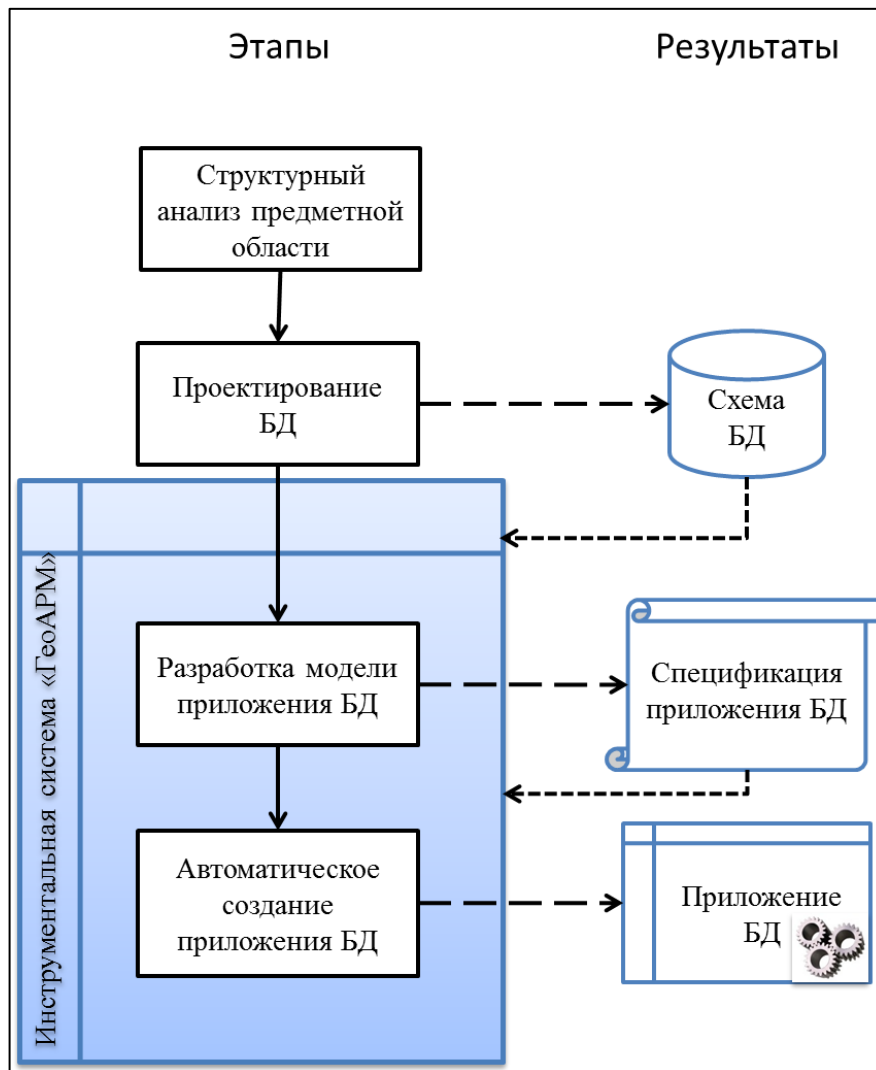 Этапы
Результаты
Структурный
анализ предметной
области
Проектирование
БД
Схема
БД
Инструментальная система «ГеоАРМ»
Разработка модели
приложения БД
Спецификация
приложения БД
Автоматическое
создание
приложения БД
Приложение
БД